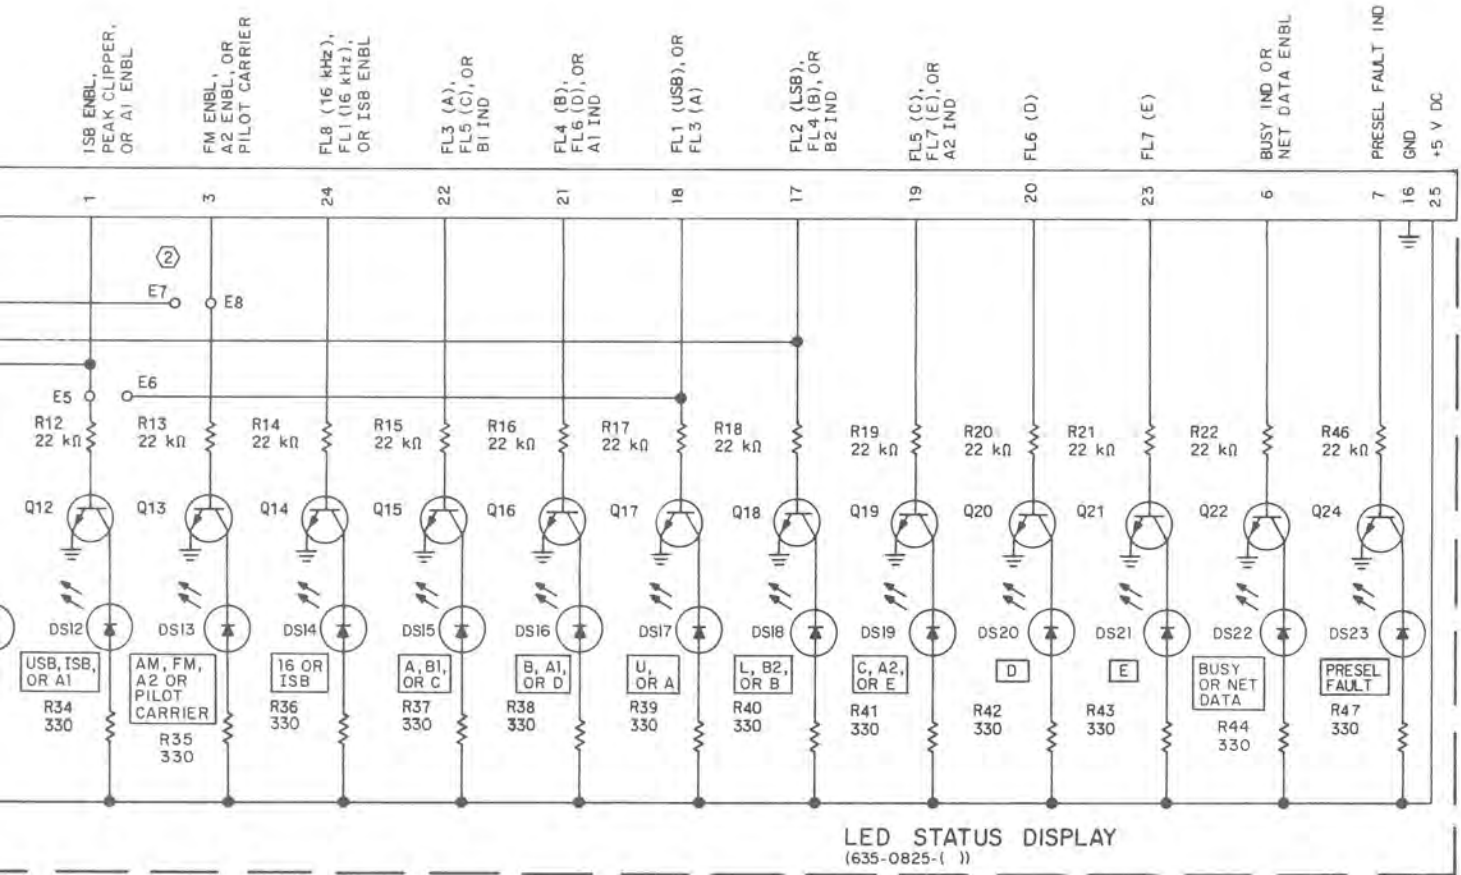 ISB ENBL,
PEAK CLIPPER,
OR A1 ENBL
FM ENBL,
A2 ENBL, OR
PILOT CARRIER
FL8 (16 kHz),
FL1 (16 kHz),
OR ISB ENBL
FL3 (A),
FL5 (C), OR
B1 IND
FL4 (B),
FL6 (D), OR
A1 IND
FL1 (USB), OR
FL3 (A)
FL2 (LSB),
FL4 (B), OR
B2 IND
FL5 (C),
FL7 (E), OR
A2 IND
FL6 (D)
FL7 (E)
BUSY IND OR
NET DATA ENBL
PRESEL FAULT IND
GND
+5 V DC
1 3 24 22 21 18 17 19 20 23 6 7 16 25
2
E7 E8
E5 E6
R12 R13 R14 R15 R16 R17 R18 R19 R20 R21 R22 R46
22 kΩ 22 kΩ 22 kΩ 22 kΩ 22 kΩ 22 kΩ 22 kΩ 22 kΩ 22 kΩ 22 kΩ 22 kΩ 22 kΩ
Q12 Q13 Q14 Q15 Q16 Q17 Q18 Q19 Q20 Q21 Q22 Q24
DS12 DS13 DS14 DS15 DS16 DS17 DS18 DS19 DS20 DS21 DS22 DS23
USB, ISB,
OR A1
AM, FM,
A2 OR
PILOT
CARRIER
16 OR
ISB
A, B1,
OR C
B, A1,
OR D
U,
OR A
L, B2,
OR B
C, A2,
OR E
D
E
BUSY
OR NET
DATA
PRESEL
FAULT
R34 R35 R36 R37 R38 R39 R40 R41 R42 R43 R44 R47
330 330 330 330 330 330 330 330 330 330 330 330
LED STATUS DISPLAY
(635-0825-( ))